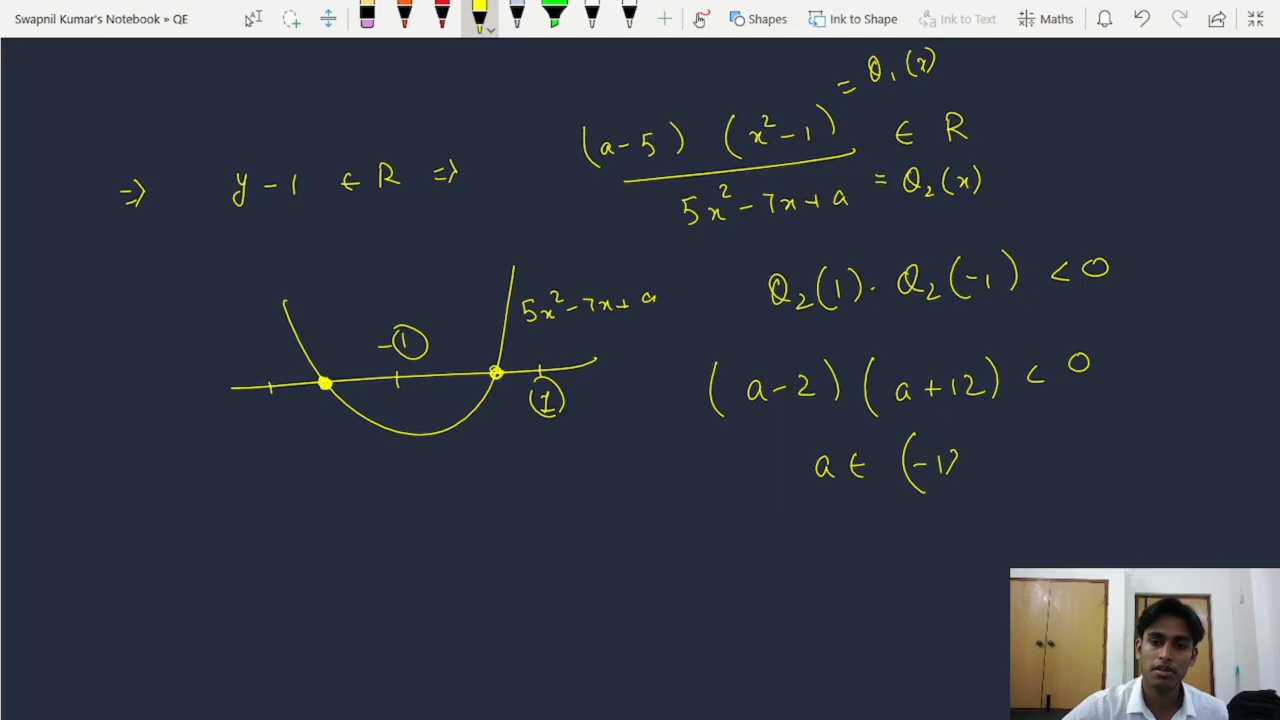 Swapnil Kumar's Notebook » QE
Shapes
Ink to Shape
Ink to Text
Maths
= Q₁(x)
(a-5) (x²-1) ∈ R
⇒ y-1 ∈ R ⇒
5x²-7x+a = Q₂(x)
Q₂(1). Q₂(-1) < 0
5x²-7x+a
-1
(a-2)(a+12) < 0
1
a ∈ (-1